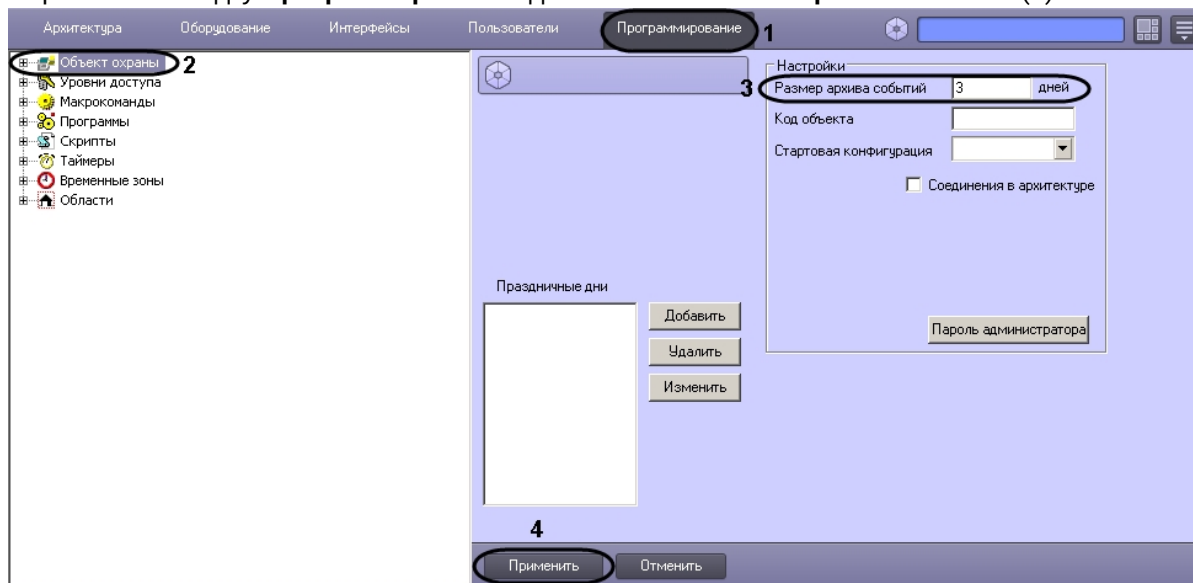 Архитектура Оборудование Интерфейсы Пользователи Программирование 1
Объект охраны 2
Уровни доступа
Макрокоманды
Программы
Скрипты
Таймеры
Временные зоны
Области
Настройки
3 Размер архива событий 3 дней
Код объекта
Стартовая конфигурация
Соединения в архитектуре
Пароль администратора
Праздничные дни
Добавить
Удалить
Изменить
4
Применить Отменить